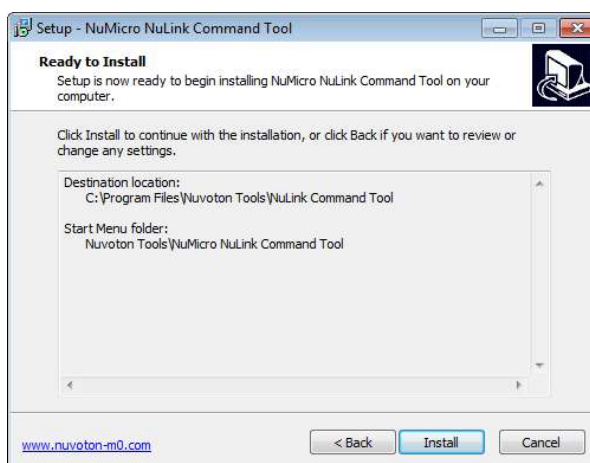 Setup - NuMicro NuLink Command Tool
Ready to Install
Setup is now ready to begin installing NuMicro NuLink Command Tool on your
computer.
Click Install to continue with the installation, or click Back if you want to review or
change any settings.
Destination location:
C:\Program Files\Nuvoton Tools\NuLink Command Tool
Start Menu folder:
Nuvoton Tools\NuMicro NuLink Command Tool
www.nuvoton-m0.com
< Back
Install
Cancel